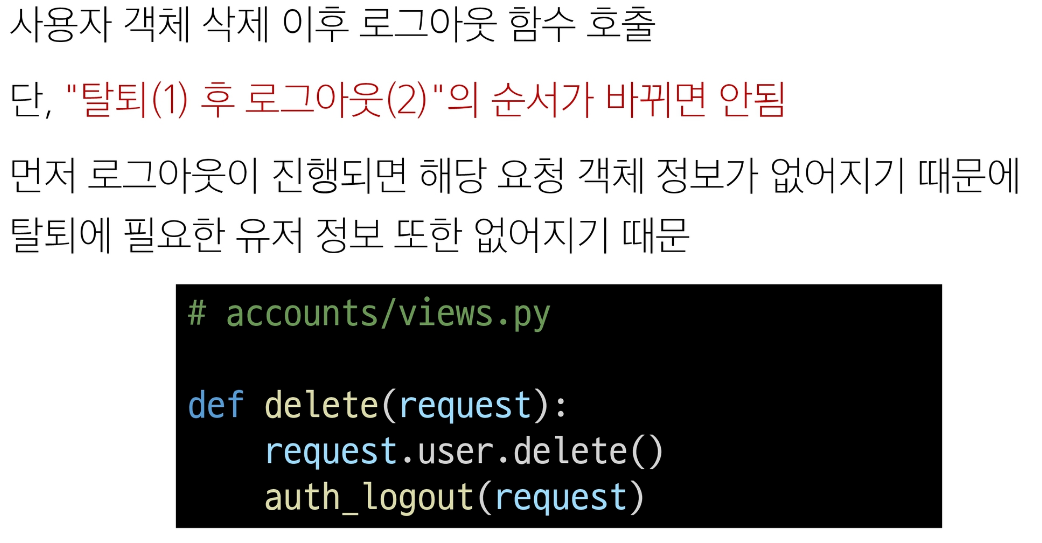 사용자 객체 삭제 이후 로그아웃 함수 호출
단, "탈퇴(1) 후 로그아웃(2)"의 순서가 바뀌면 안됨
먼저 로그아웃이 진행되면 해당 요청 객체 정보가 없어지기 때문에
탈퇴에 필요한 유저 정보 또한 없어지기 때문
# accounts/views.py
def delete(request):
    request.user.delete()
    auth_logout(request)